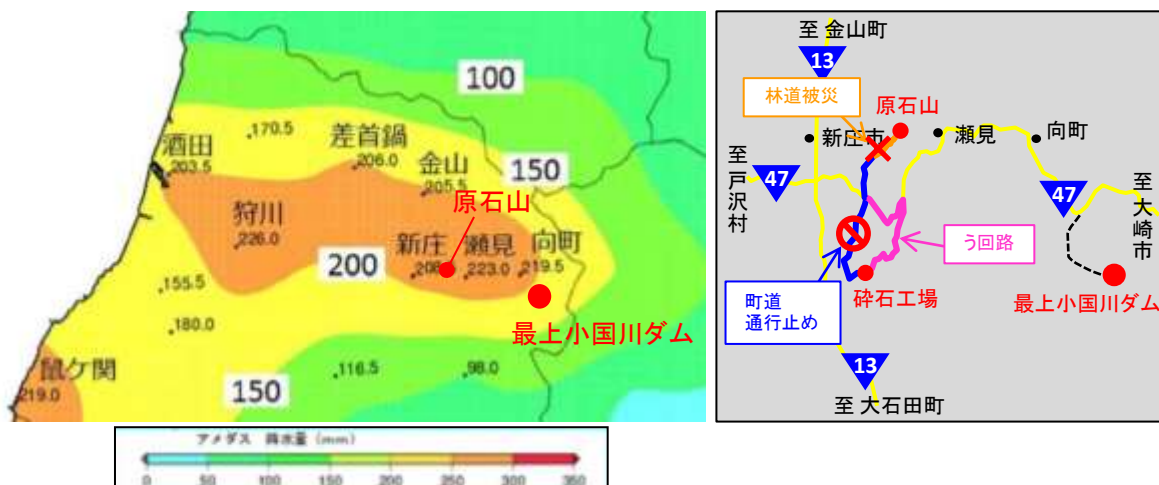 100
170.5
差首鍋
酒田
203.5
206.0
金山
150
205.5
原石山
狩川
226.0
新庄
瀬見
向町
200
208
223.0
219.5
155.5
最上小国川ダム
180.0
鼠ケ関
116.5
98.0
219.0
150
アメダス 降水量(mm)
0 50 100 150 200 250 300 350
至 金山町
13
林道被災
原石山
新庄市
瀬見
向町
至戸沢村
47
47
至大崎市
う回路
町道
通行止め
砕石工場
最上小国川ダム
13
至 大石田町